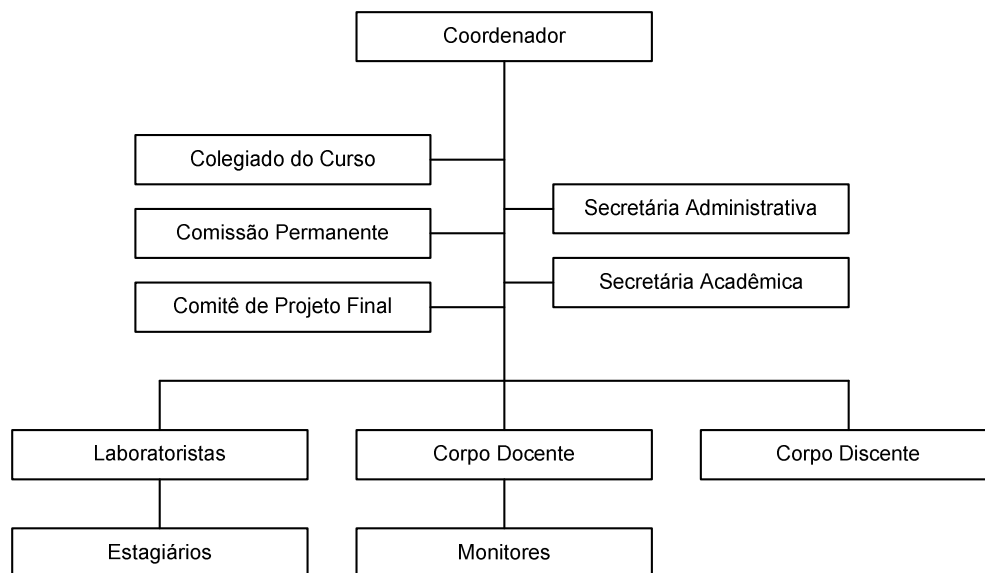 Coordenador
Colegiado do Curso
Secretária Administrativa
Comissão Permanente
Secretária Acadêmica
Comitê de Projeto Final
Laboratoristas
Corpo Docente
Corpo Discente
Estagiários
Monitores